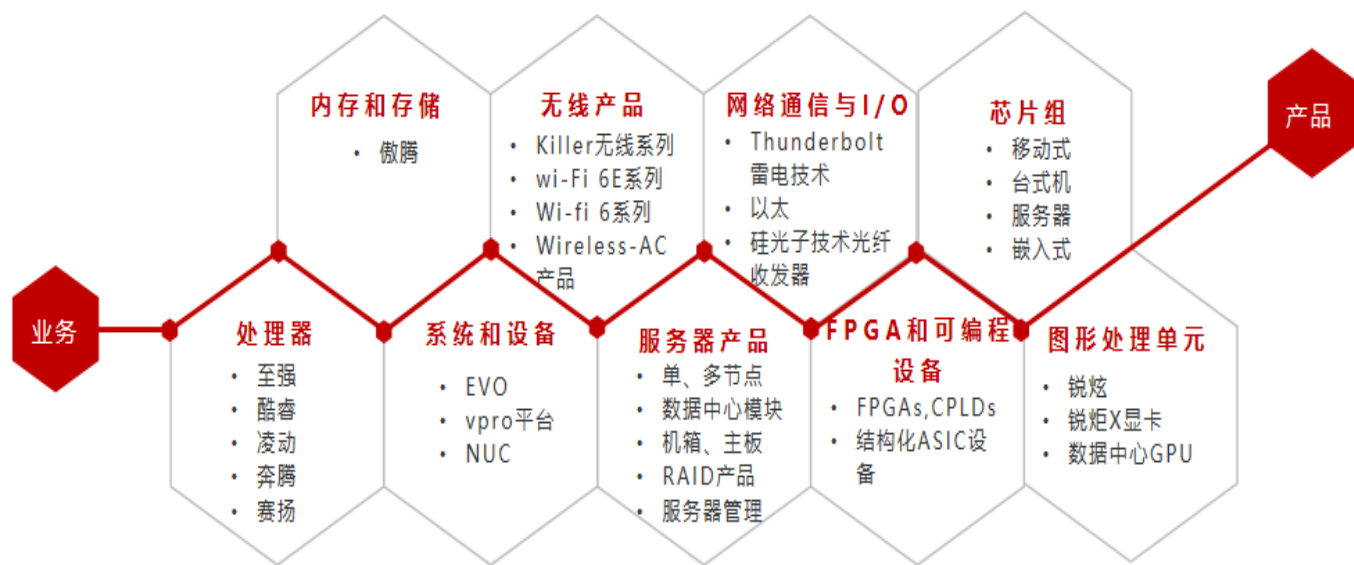 业务
内存和存储
• 傲腾
无线产品
• Killer无线系列
• wi-Fi 6E系列
• Wi-fi 6系列
• Wireless-AC
产品
网络通信与I/O
• Thunderbolt
雷电技术
• 以太
• 硅光子技术光纤
收发器
芯片组
• 移动式
• 台式机
• 服务器
• 嵌入式
产品
处理器
• 至强
• 酷睿
• 凌动
• 奔腾
• 赛扬
系统和设备
• EVO
• vpro平台
• NUC
服务器产品
• 单、多节点
• 数据中心模块
• 机箱、主板
• RAID产品
• 服务器管理
FPGA和可编程
设备
• FPGAs,CPLDs
• 结构化ASIC设
备
图形处理单元
• 锐炫
• 锐炬X显卡
• 数据中心GPU